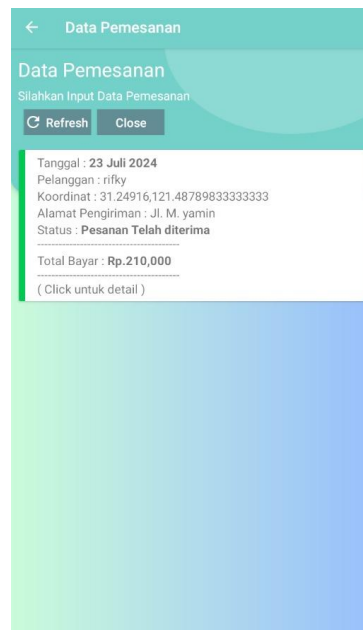 Data Pemesanan
Data Pemesanan
Silahkan Input Data Pemesanan
Refresh Close
Tanggal : 23 Juli 2024
Pelanggan : rifky
Koordinat : 31.24916,121.48789833333333
Alamat Pengiriman : Jl. M. yamin
Status : Pesanan Telah diterima
----------------------------------------
Total Bayar : Rp.210,000
----------------------------------------
( Click untuk detail )